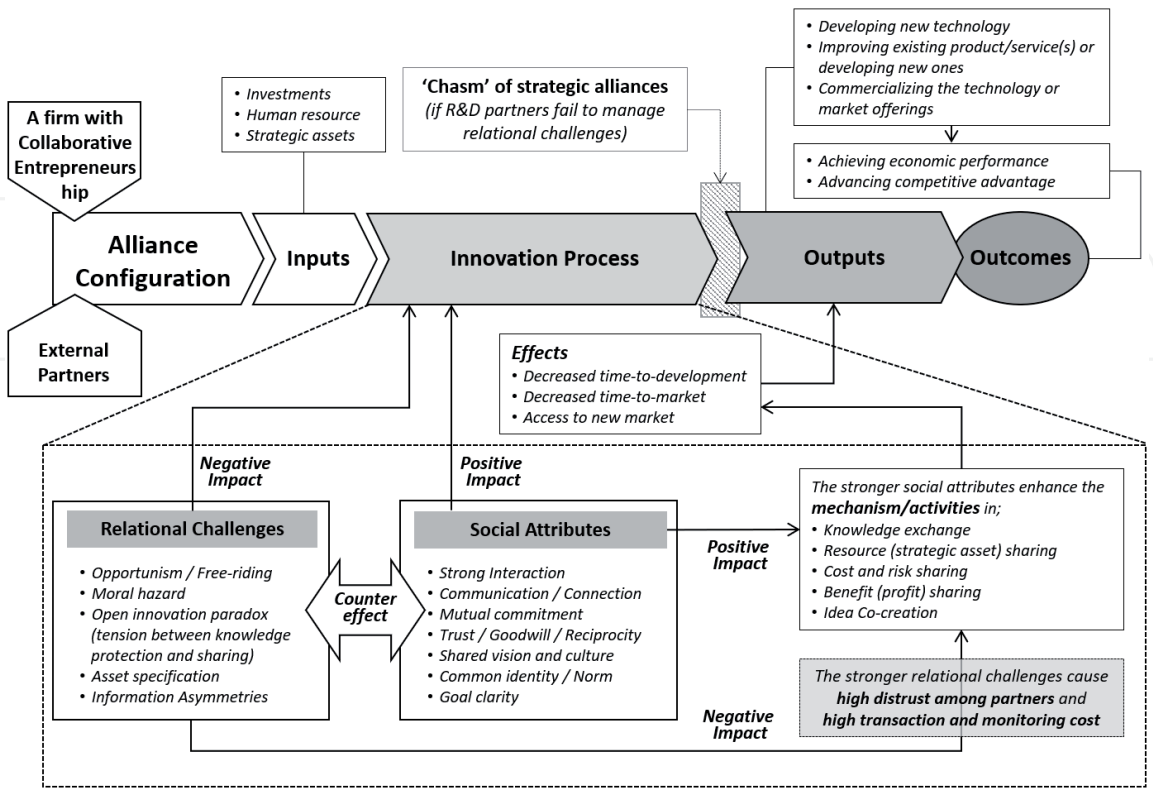 • Developing new technology
• Improving existing product/service(s) or
developing new ones
• Commercializing the technology or
market offerings
• Achieving economic performance
• Advancing competitive advantage
‘Chasm’ of strategic alliances
(if R&D partners fail to manage
relational challenges)
• Investments
• Human resource
• Strategic assets
A firm with
Collaborative
Entrepreneurs
hip
Alliance
Configuration
Inputs
Innovation Process
Outputs
Outcomes
External
Partners
Effects
• Decreased time-to-development
• Decreased time-to-market
• Access to new market
Negative
Impact
Positive
Impact
Relational Challenges
• Opportunism / Free-riding
• Moral hazard
• Open innovation paradox
(tension between knowledge
protection and sharing)
• Asset specification
• Information Asymmetries
Counter
effect
Social Attributes
• Strong Interaction
• Communication / Connection
• Mutual commitment
• Trust / Goodwill / Reciprocity
• Shared vision and culture
• Common identity / Norm
• Goal clarity
Positive
Impact
The stronger social attributes enhance the
mechanism/activities in;
• Knowledge exchange
• Resource (strategic asset) sharing
• Cost and risk sharing
• Benefit (profit) sharing
• Idea Co-creation
The stronger relational challenges cause
high distrust among partners and
high transaction and monitoring cost
Negative
Impact